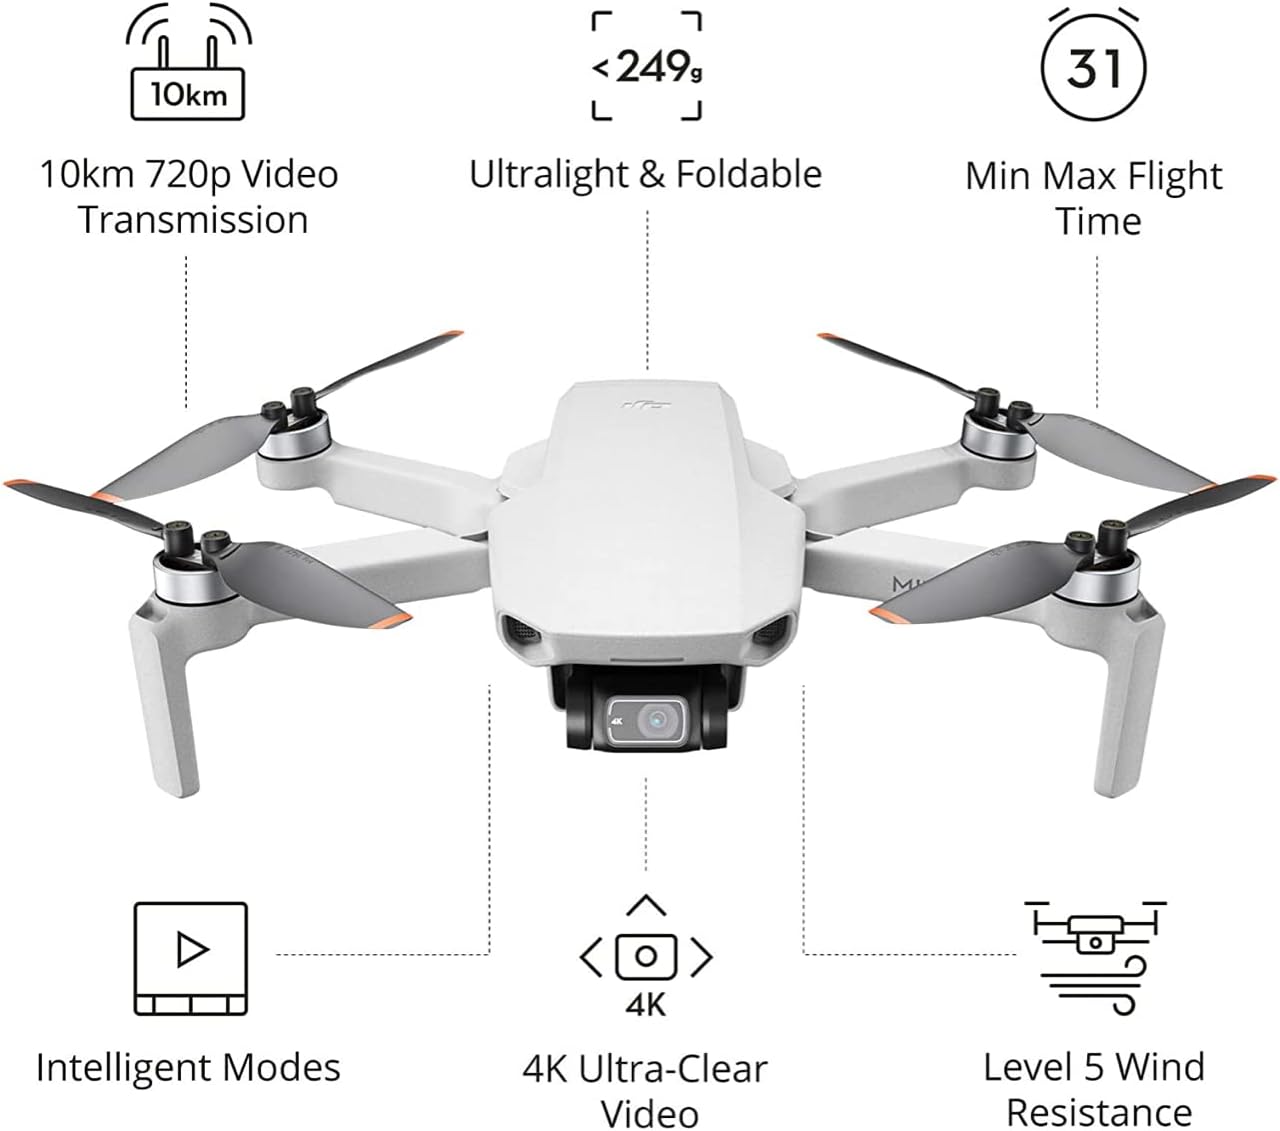 10km
<249g
31
10km 720p Video
Transmission
Ultralight & Foldable
Min Max Flight
Time
4K
4K
Intelligent Modes
4K Ultra-Clear
Video
Level 5 Wind
Resistance